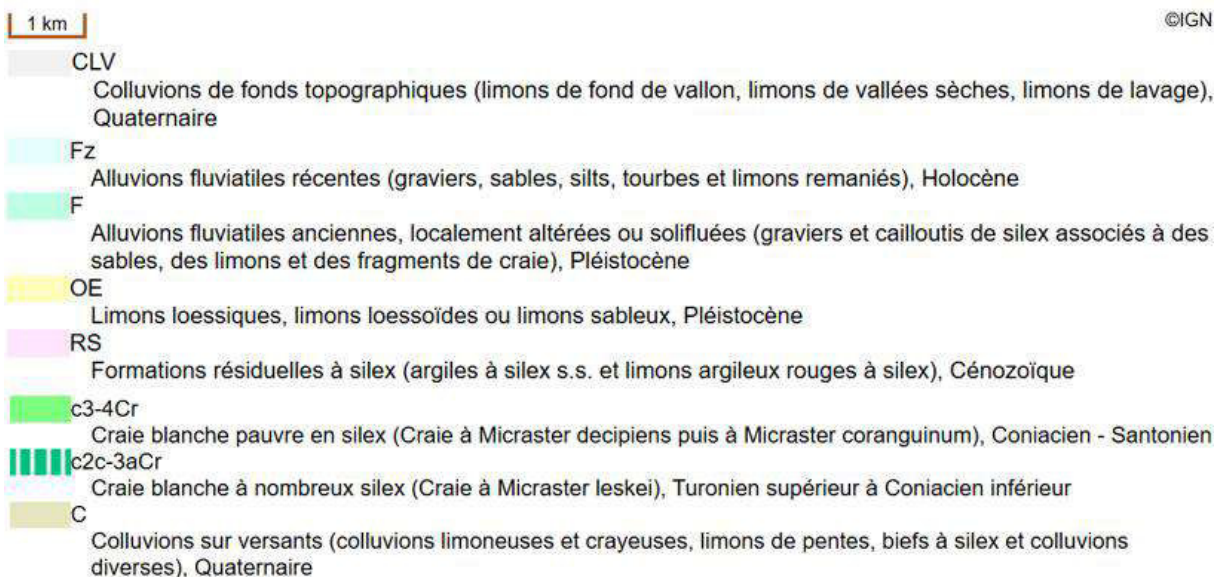 1 km
©IGN
CLV
Colluvions de fonds topographiques (limons de fond de vallon, limons de vallées sèches, limons de lavage),
Quaternaire
Fz
Alluvions fluviatiles récentes (graviers, sables, silts, tourbes et limons remaniés), Holocène
F
Alluvions fluviatiles anciennes, localement altérées ou solifluées (graviers et cailloutis de silex associés à des
sables, des limons et des fragments de craie), Pléistocène
OE
Limons loessiques, limons loessoïdes ou limons sableux, Pléistocène
RS
Formations résiduelles à silex (argiles à silex s.s. et limons argileux rouges à silex), Cénozoïque
c3-4Cr
Craie blanche pauvre en silex (Craie à Micraster decipiens puis à Micraster coranguinum), Coniacien - Santonien
c2c-3aCr
Craie blanche à nombreux silex (Craie à Micraster leskei), Turonien supérieur à Coniacien inférieur
C
Colluvions sur versants (colluvions limoneuses et crayeuses, limons de pentes, biefs à silex et colluvions
diverses), Quaternaire